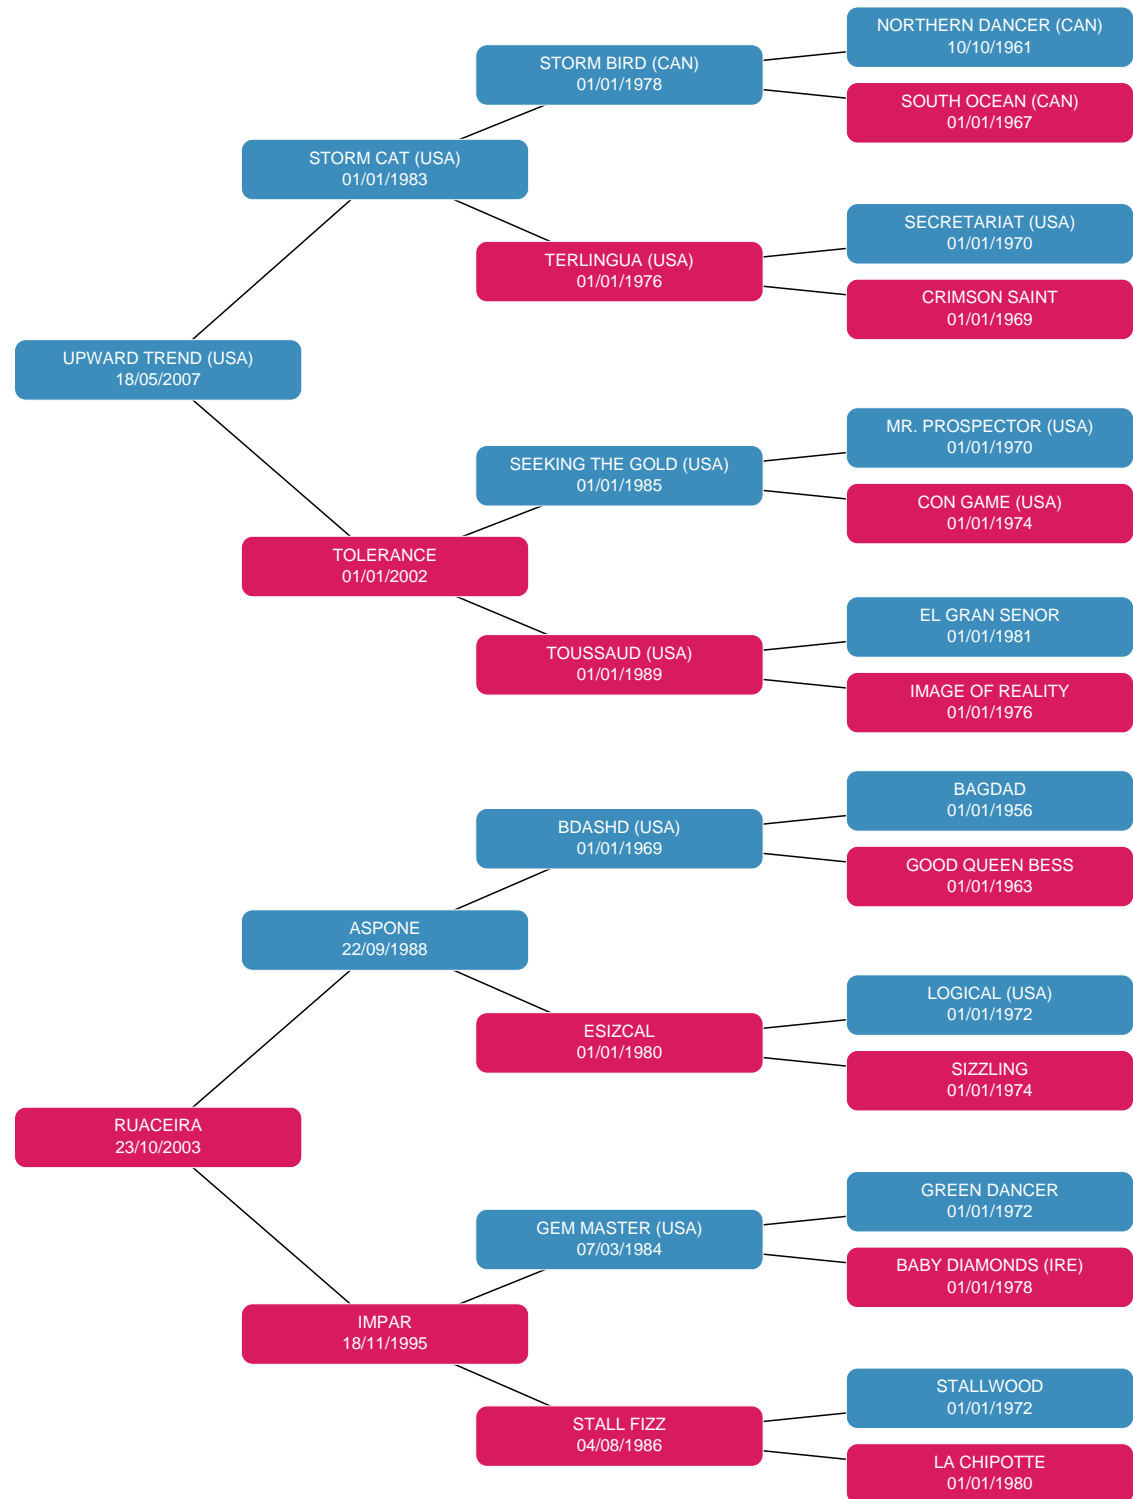 NORTHERN DANCER (CAN)
10/10/1961
STORM BIRD (CAN)
01/01/1978
SOUTH OCEAN (CAN)
01/01/1967
STORM CAT (USA)
01/01/1983
SECRETARIAT (USA)
01/01/1970
TERLINGUA (USA)
01/01/1976
CRIMSON SAINT
01/01/1969
UPWARD TREND (USA)
18/05/2007
MR. PROSPECTOR (USA)
01/01/1970
SEEKING THE GOLD (USA)
01/01/1985
CON GAME (USA)
01/01/1974
TOLERANCE
01/01/2002
EL GRAN SENOR
01/01/1981
TOUSSAUD (USA)
01/01/1989
IMAGE OF REALITY
01/01/1976
BAGDAD
01/01/1956
BDASHD (USA)
01/01/1969
GOOD QUEEN BESS
01/01/1963
ASPONE
22/09/1988
LOGICAL (USA)
01/01/1972
ESIZCAL
01/01/1980
SIZZLING
01/01/1974
RUACEIRA
23/10/2003
GREEN DANCER
01/01/1972
GEM MASTER (USA)
07/03/1984
BABY DIAMONDS (IRE)
01/01/1978
IMPAR
18/11/1995
STALLWOOD
01/01/1972
STALL FIZZ
04/08/1986
LA CHIPOTTE
01/01/1980